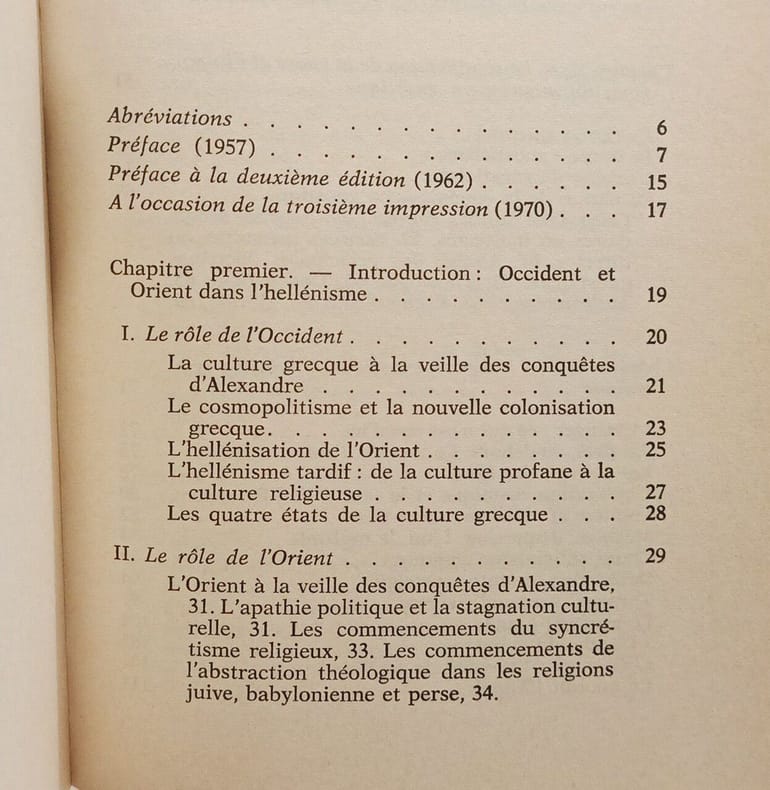 Abréviations . . . . . . . . . . . . . . . 6
Préface (1957) . . . . . . . . . . . . . . 7
Préface à la deuxième édition (1962) . . . . . . 15
A l'occasion de la troisième impression (1970) . . . 17
Chapitre premier. — Introduction : Occident et
Orient dans l'hellénisme . . . . . . . . . . 19
I. Le rôle de l'Occident . . . . . . . . . . . 20
La culture grecque à la veille des conquêtes
d'Alexandre . . . . . . . . . . . . 21
Le cosmopolitisme et la nouvelle colonisation
grecque. . . . . . . . . . . . . . 23
L'hellénisation de l'Orient . . . . . . . . 25
L'hellénisme tardif : de la culture profane à la
culture religieuse . . . . . . . . . . 27
Les quatre états de la culture grecque . . . 28
II. Le rôle de l'Orient . . . . . . . . . . . 29
L'Orient à la veille des conquêtes d'Alexandre,
31. L'apathie politique et la stagnation cultu-
relle, 31. Les commencements du syncré-
tisme religieux, 33. Les commencements de
l'abstraction théologique dans les religions
juive, babylonienne et perse, 34.